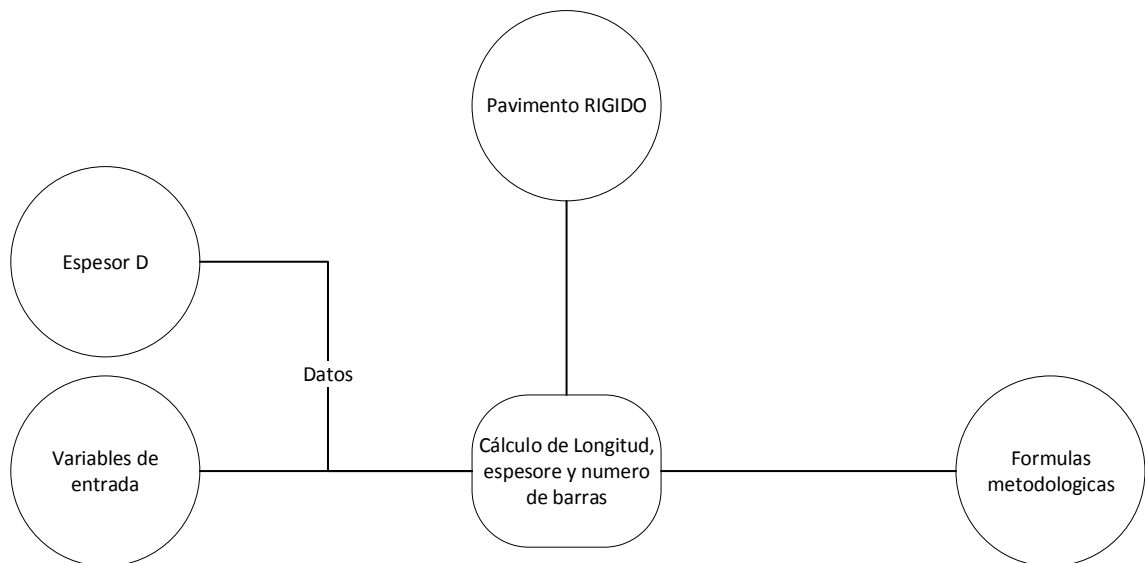 Pavimento RIGIDO
Espesor D
Datos
Variables de
entrada
Cálculo de Longitud,
espesore y numero
de barras
Formulas
metodologicas